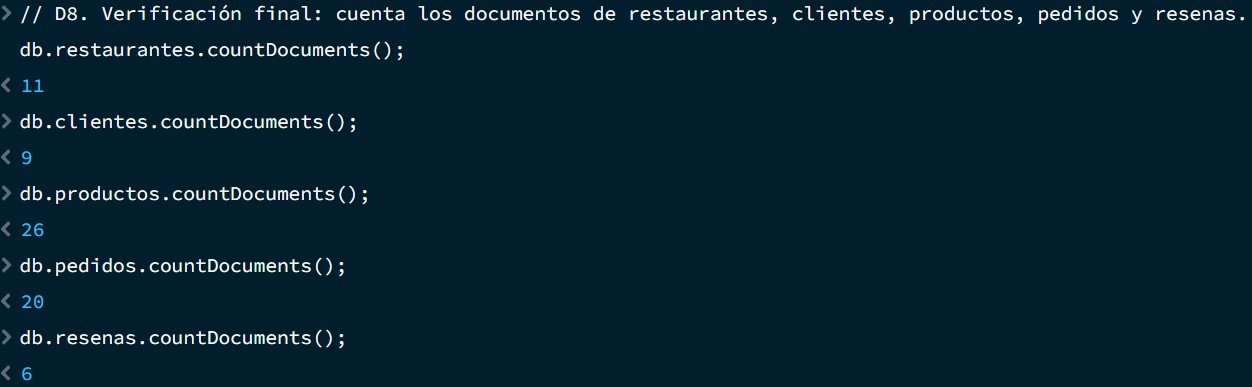 > // D8. Verificación final: cuenta los documentos de restaurantes, clientes, productos, pedidos y resenas.
db.restaurantes.countDocuments();
< 11
> db.clientes.countDocuments();
< 9
> db.productos.countDocuments();
< 26
> db.pedidos.countDocuments();
< 20
> db.resenas.countDocuments();
< 6